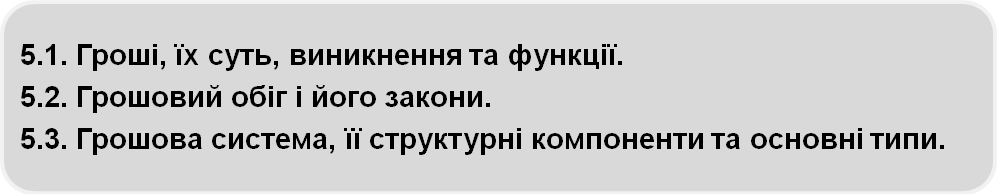 5.1. Гроші, їх суть, виникнення та функції.
5.2. Грошовий обіг і його закони.
5.3. Грошова система, її структурні компоненти та основні типи.